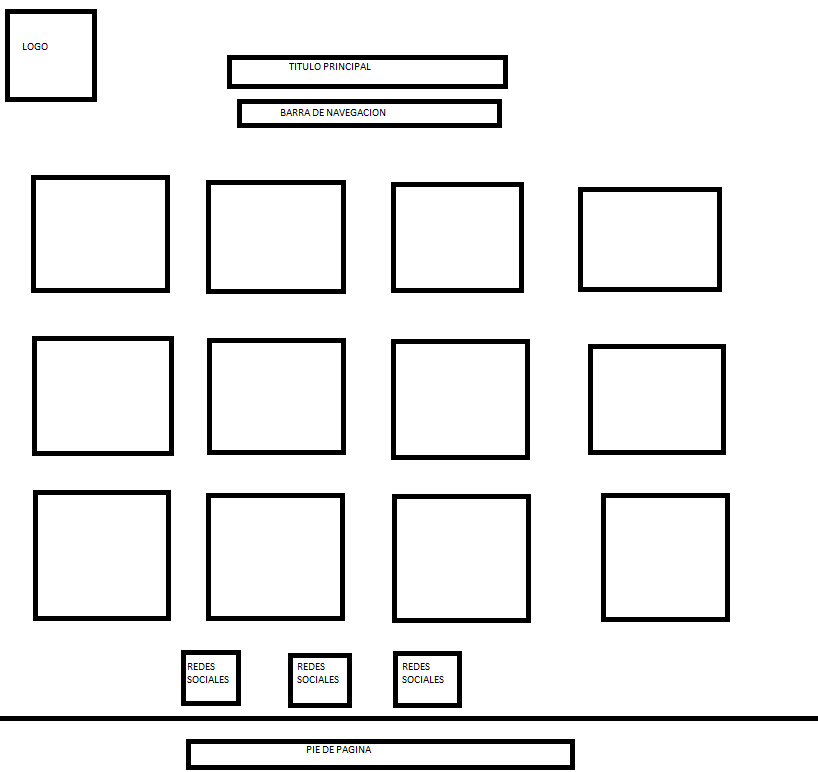 LOGO
TITULO PRINCIPAL
BARRA DE NAVEGACION
REDES
SOCIALES
REDES
SOCIALES
REDES
SOCIALES
PIE DE PAGINA